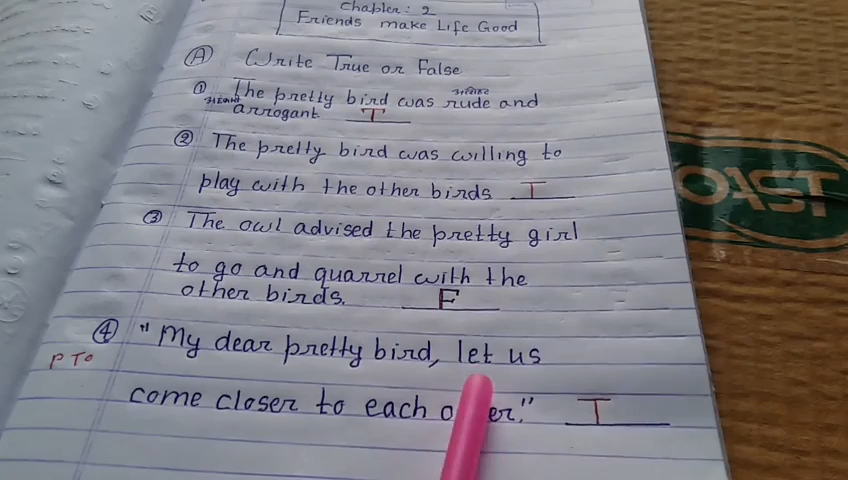 Chapter: 2
Friends make Life Good
Ⓐ Write True or False
① The pretty bird was rude and
arrogant T
② The pretty bird was willing to
play with the other birds T
③ The owl advised the pretty girl
to go and quarrel with the
other birds. F
④ "My dear pretty bird, let us
PTO
come closer to each er." T
OAST